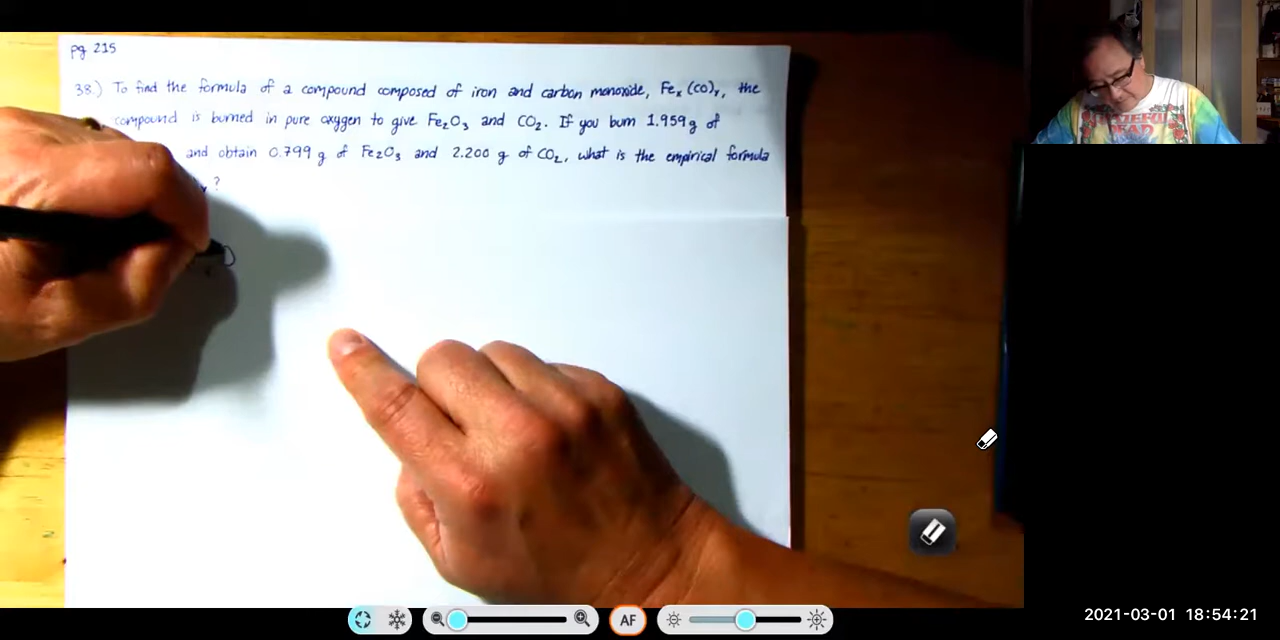 pg 215
38.) To find the formula of a compound composed of iron and carbon monoxide, Feₓ(CO)ᵧ, the
compound is burned in pure oxygen to give Fe₂O₃ and CO₂. If you burn 1.959 g of
and obtain 0.799 g of Fe₂O₃ and 2.200 g of CO₂, what is the empirical formula
y ?
DEAD
AF
2021-03-01 18:54:21